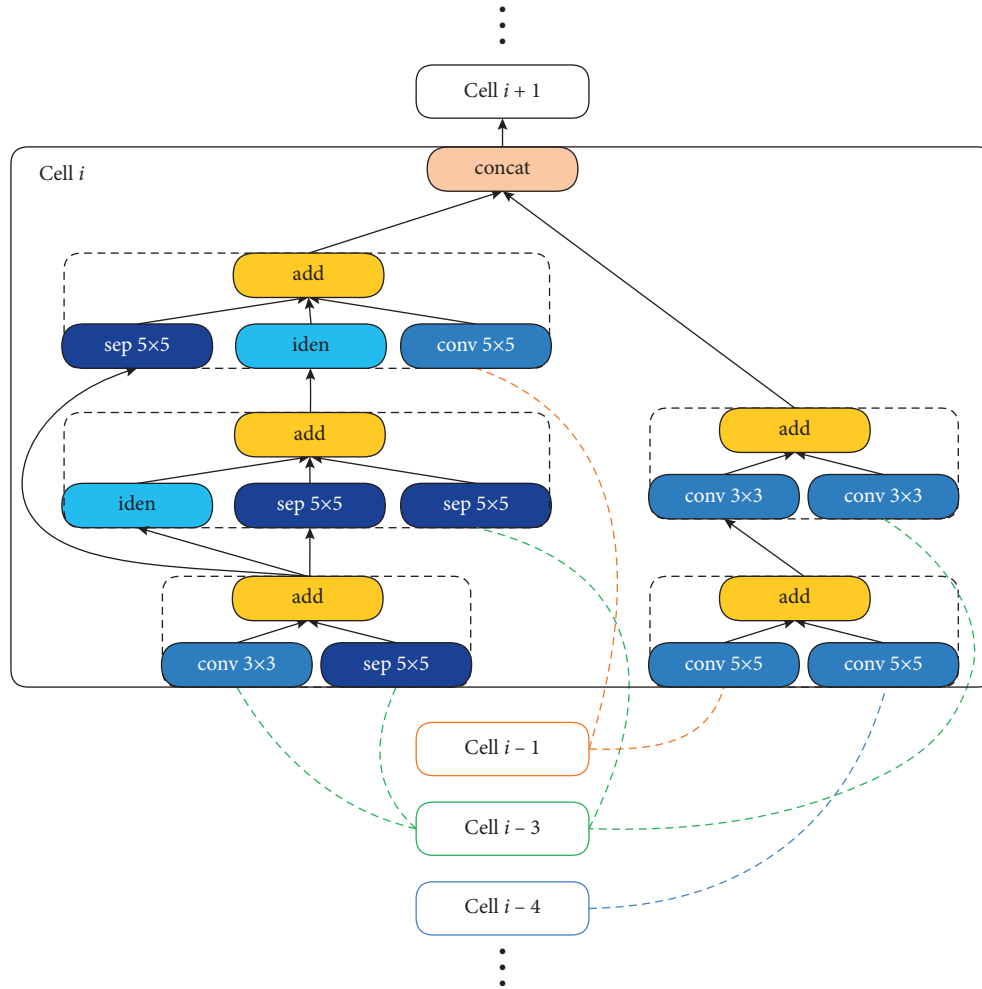 Cell i + 1
Cell i
concat
add
sep 5×5
iden
conv 5×5
add
iden
sep 5×5
sep 5×5
add
conv 3×3
conv 3×3
add
conv 3×3
sep 5×5
add
conv 5×5
conv 5×5
Cell i – 1
Cell i – 3
Cell i – 4